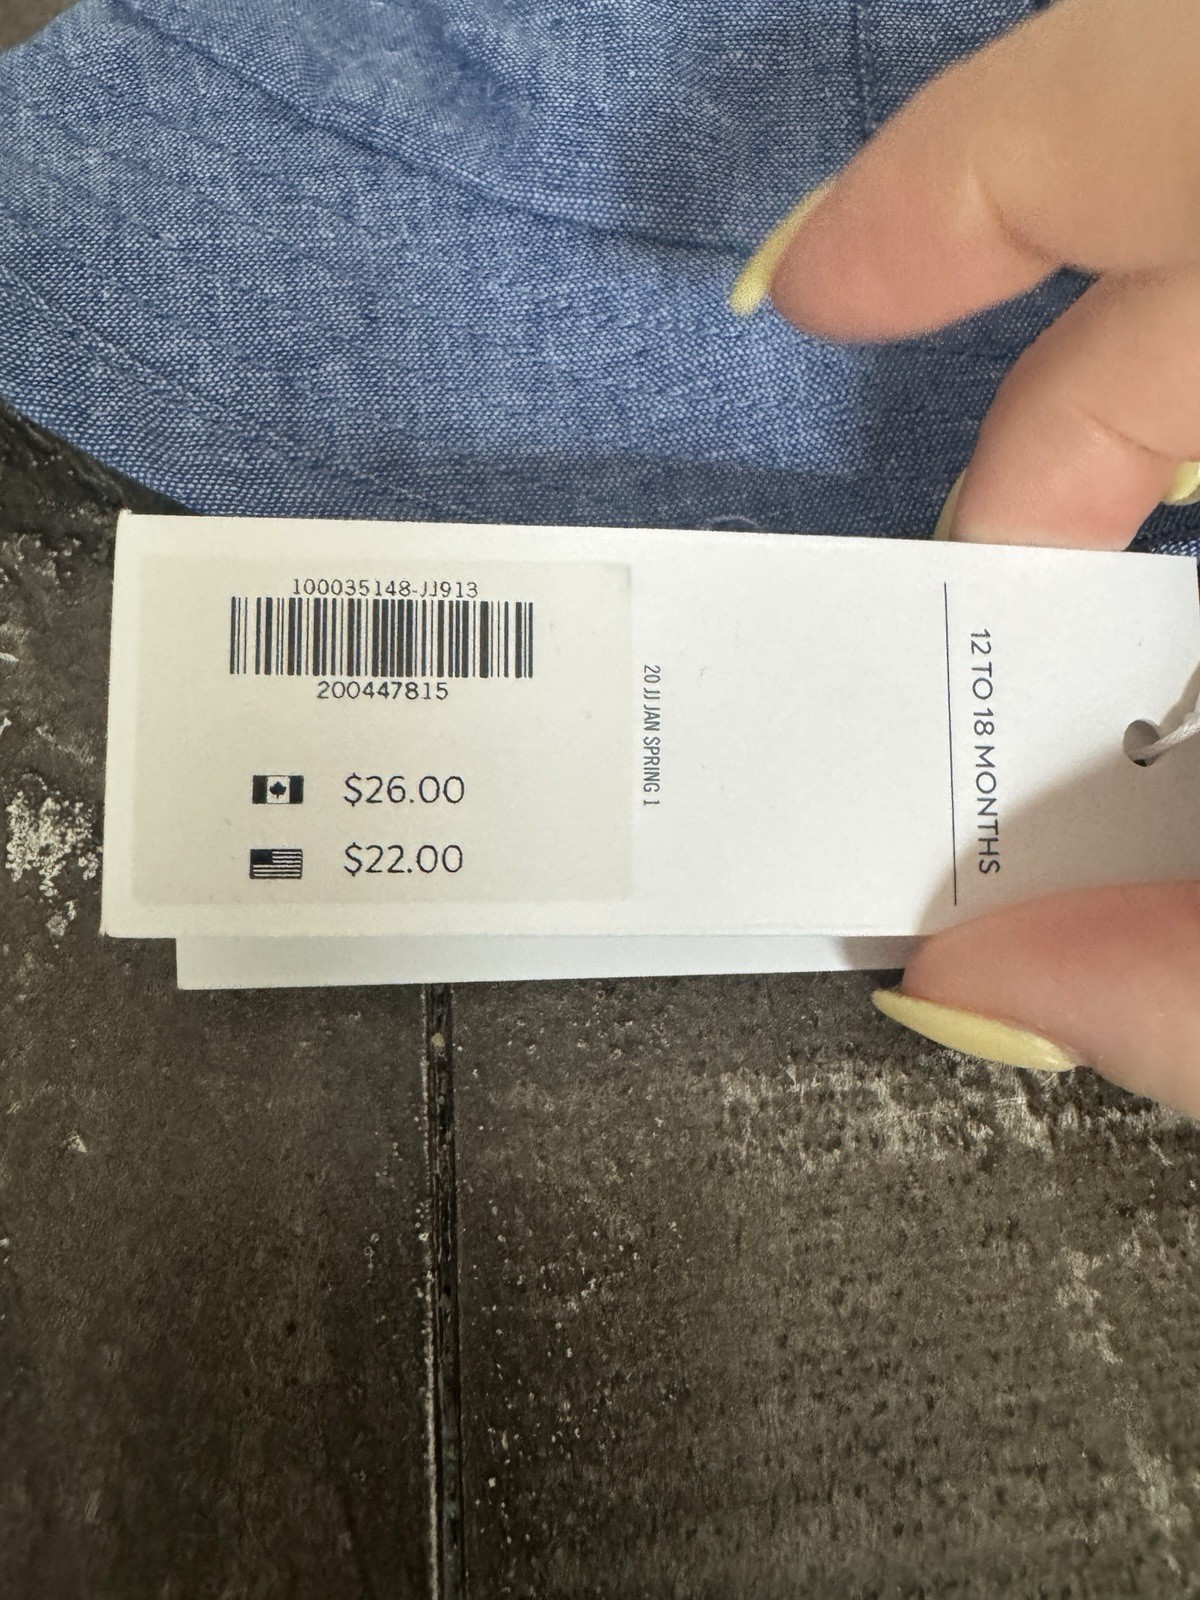 100035148-JJ913
200447815
$26.00
$22.00
20 JJ JAN SPRING 1
12 TO 18 MONTHS